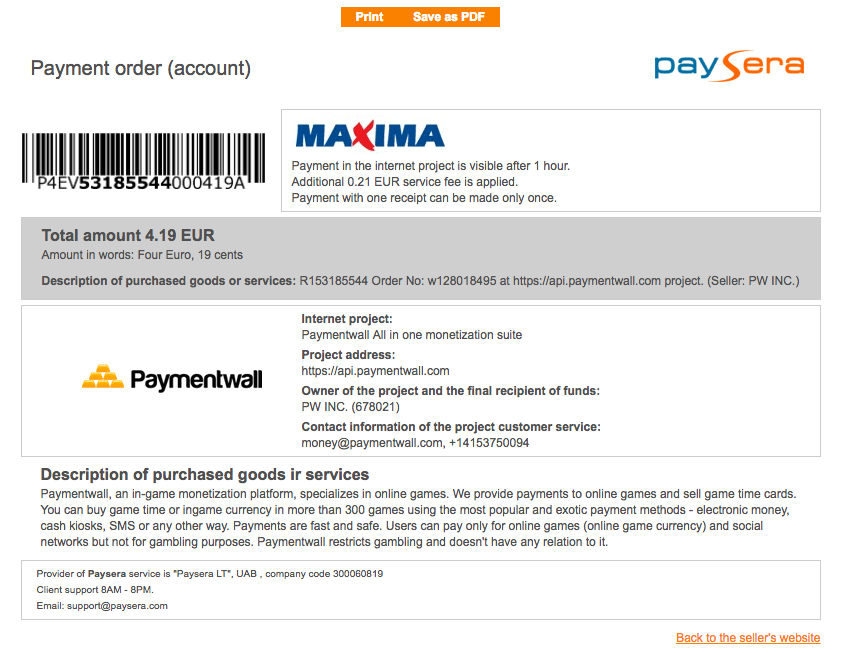 Print Save as PDF
Payment order (account)
paysera
P4EV53185544000419A
MAXIMA
Payment in the internet project is visible after 1 hour.
Additional 0.21 EUR service fee is applied.
Payment with one receipt can be made only once.
Total amount 4.19 EUR
Amount in words: Four Euro, 19 cents
Description of purchased goods or services: R153185544 Order No: w128018495 at https://api.paymentwall.com project. (Seller: PW INC.)
Paymentwall
Internet project:
Paymentwall All in one monetization suite
Project address:
https://api.paymentwall.com
Owner of the project and the final recipient of funds:
PW INC. (678021)
Contact information of the project customer service:
money@paymentwall.com, +14153750094
Description of purchased goods ir services
Paymentwall, an in-game monetization platform, specializes in online games. We provide payments to online games and sell game time cards.
You can buy game time or ingame currency in more than 300 games using the most popular and exotic payment methods - electronic money,
cash kiosks, SMS or any other way. Payments are fast and safe. Users can pay only for online games (online game currency) and social
networks but not for gambling purposes. Paymentwall restricts gambling and doesn't have any relation to it.
Provider of Paysera service is "Paysera LT", UAB , company code 300060819
Client support 8AM - 8PM.
Email: support@paysera.com
Back to the seller's website